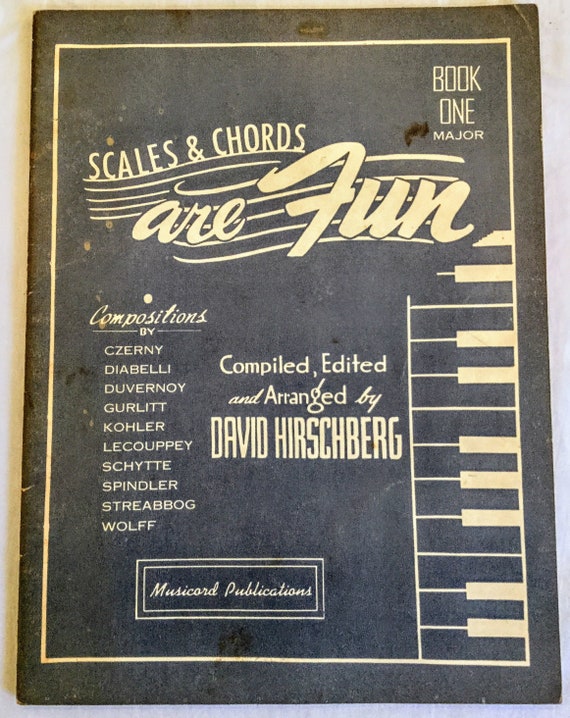 BOOK
ONE
MAJOR
SCALES & CHORDS
are Fun
Compositions
BY
CZERNY
DIABELLI
DUVERNOY
GURLITT
KOHLER
LECOUPPEY
SCHYTTE
SPINDLER
STREABBOG
WOLFF
Compiled, Edited
and Arranged by
DAVID HIRSCHBERG
Musicord Publications